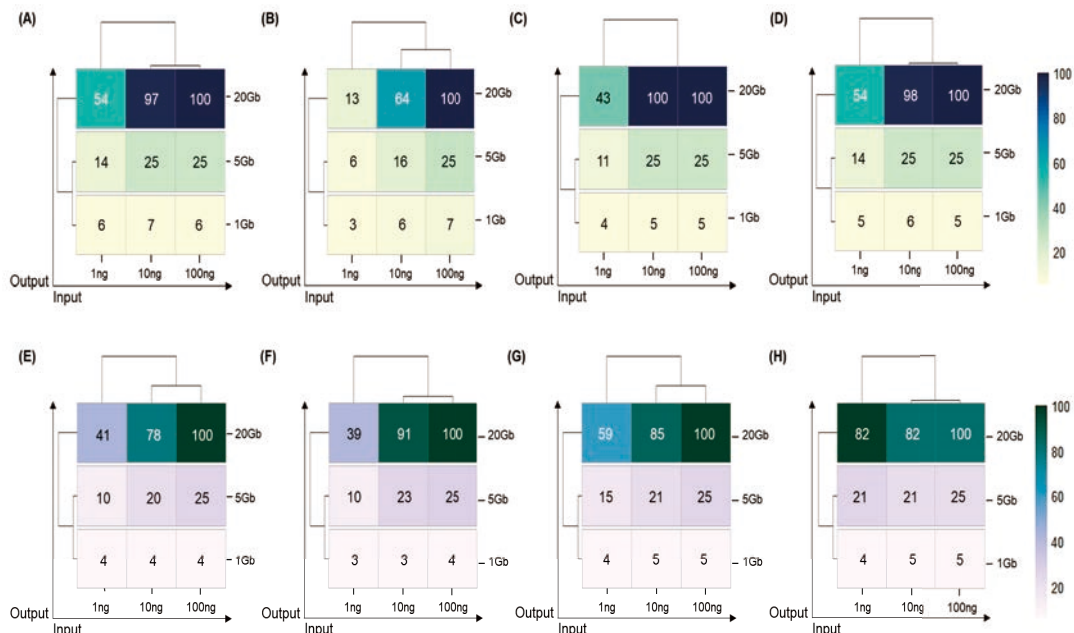 (A)
54 97 100 20Gb
14 25 25 5Gb
6 7 6 1Gb
1ng 10ng 100ng
Output
Input
(B)
13 64 100 20Gb
6 16 25 5Gb
3 6 7 1Gb
1ng 10ng 100ng
Output
Input
(C)
43 100 100 20Gb
11 25 25 5Gb
4 5 5 1Gb
1ng 10ng 100ng
Output
Input
(D)
54 98 100 20Gb
14 25 25 5Gb
5 6 5 1Gb
1ng 10ng 100ng
Output
Input
100
80
60
40
20
(E)
41 78 100 20Gb
10 20 25 5Gb
4 4 4 1Gb
1ng 10ng 100ng
Output
Input
(F)
39 91 100 20Gb
10 23 25 5Gb
3 3 4 1Gb
1ng 10ng 100ng
Output
Input
(G)
59 85 100 20Gb
15 21 25 5Gb
4 5 5 1Gb
1ng 10ng 100ng
Output
Input
(H)
82 82 100 20Gb
21 21 25 5Gb
4 5 5 1Gb
1ng 10ng 100ng
Output
Input
100
80
60
40
20